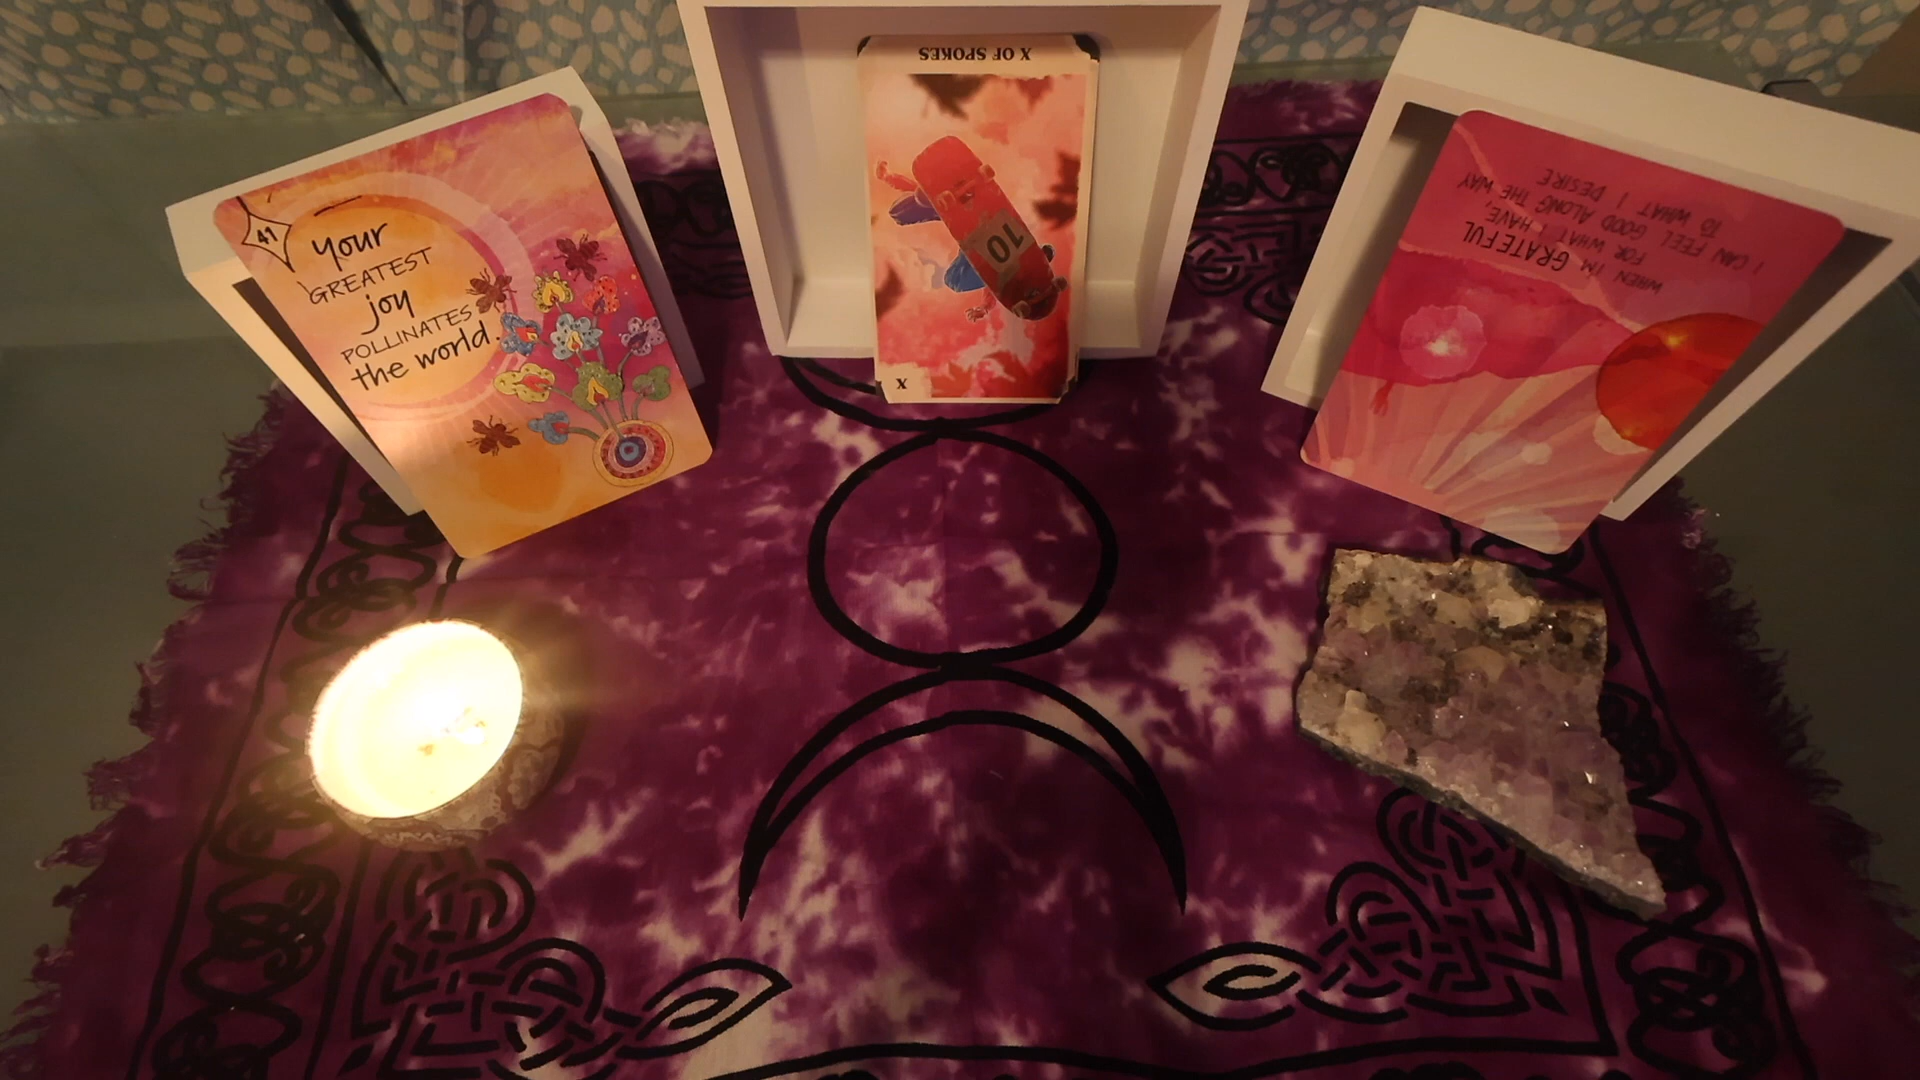 41
Your
GREATEST
joy
POLLINATES
the world.
X OF SPOKES
10
X
WHEN I'M GRATEFUL
FOR WHAT I HAVE,
I CAN FEEL GOOD ALONG THE WAY
TO WHAT I DESIRE